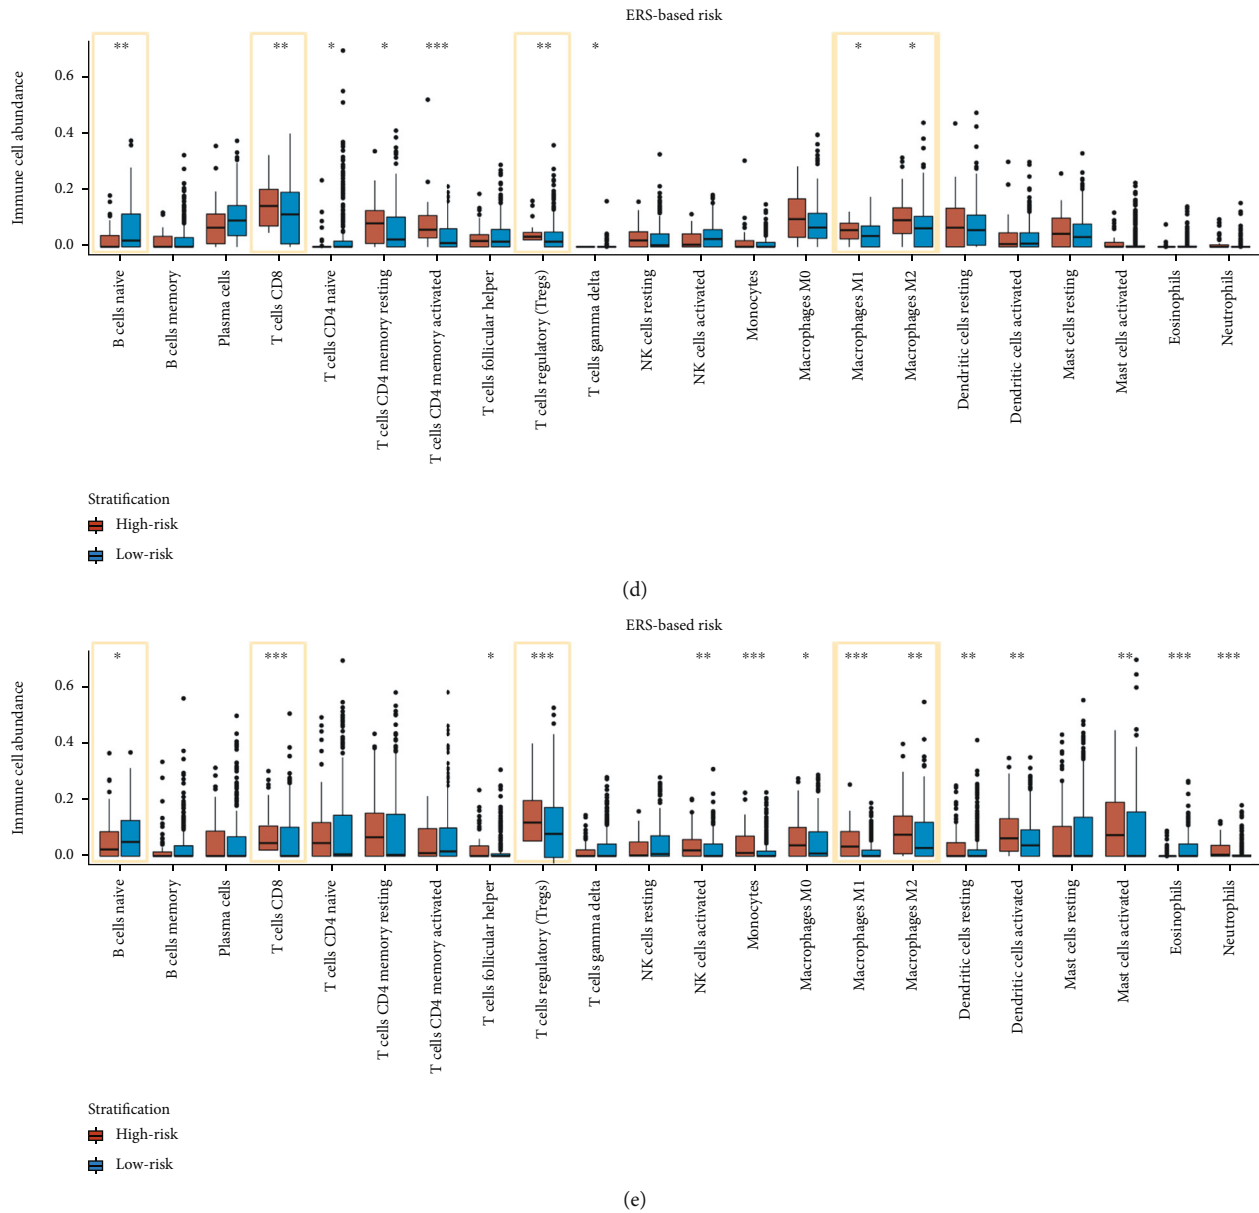 ERS-based risk
** ** * * *** ** * * *
Immune cell abundance
0.6
0.4
0.2
0.0
B cells naive
B cells memory
Plasma cells
T cells CD8
T cells CD4 naive
T cells CD4 memory resting
T cells CD4 memory activated
T cells follicular helper
T cells regulatory (Tregs)
T cells gamma delta
NK cells resting
NK cells activated
Monocytes
Macrophages M0
Macrophages M1
Macrophages M2
Dendritic cells resting
Dendritic cells activated
Mast cells resting
Mast cells activated
Eosinophils
Neutrophils
Stratification
High-risk
Low-risk
(d)
ERS-based risk
* *** * *** ** *** * *** ** ** ** ** *** ***
Immune cell abundance
0.6
0.4
0.2
0.0
B cells naive
B cells memory
Plasma cells
T cells CD8
T cells CD4 naive
T cells CD4 memory resting
T cells CD4 memory activated
T cells follicular helper
T cells regulatory (Tregs)
T cells gamma delta
NK cells resting
NK cells activated
Monocytes
Macrophages M0
Macrophages M1
Macrophages M2
Dendritic cells resting
Dendritic cells activated
Mast cells resting
Mast cells activated
Eosinophils
Neutrophils
Stratification
High-risk
Low-risk
(e)